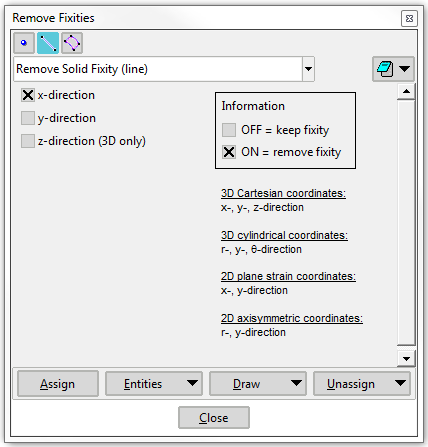 Remove Fixities
Remove Solid Fixity (line)
x-direction
y-direction
z-direction (3D only)
Information
OFF = keep fixity
ON = remove fixity
3D Cartesian coordinates:
x-, y-, z-direction
3D cylindrical coordinates:
r-, y-, θ-direction
2D plane strain coordinates:
x-, y-direction
2D axisymmetric coordinates:
r-, y-direction
Assign
Entities
Draw
Unassign
Close